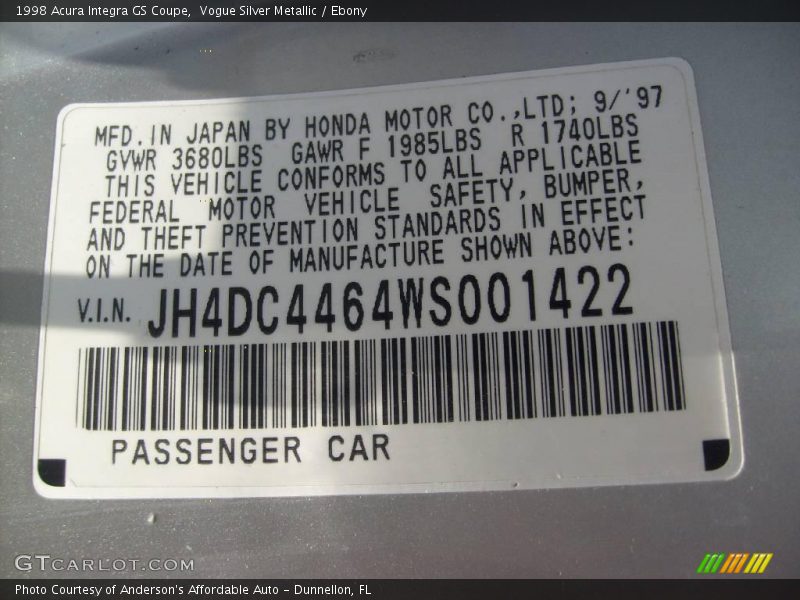 1998 Acura Integra GS Coupe,  Vogue Silver Metallic / Ebony
MFD. IN JAPAN BY HONDA MOTOR CO.,LTD; 9/'97
GVWR 3680LBS  GAWR F 1985LBS  R 1740LBS
THIS VEHICLE CONFORMS TO ALL APPLICABLE
FEDERAL MOTOR VEHICLE SAFETY, BUMPER,
AND THEFT PREVENTION STANDARDS IN EFFECT
ON THE DATE OF MANUFACTURE SHOWN ABOVE:
V.I.N. JH4DC4464WS001422
PASSENGER CAR
GTCARLOT.COM
Photo Courtesy of Anderson's Affordable Auto – Dunnellon, FL